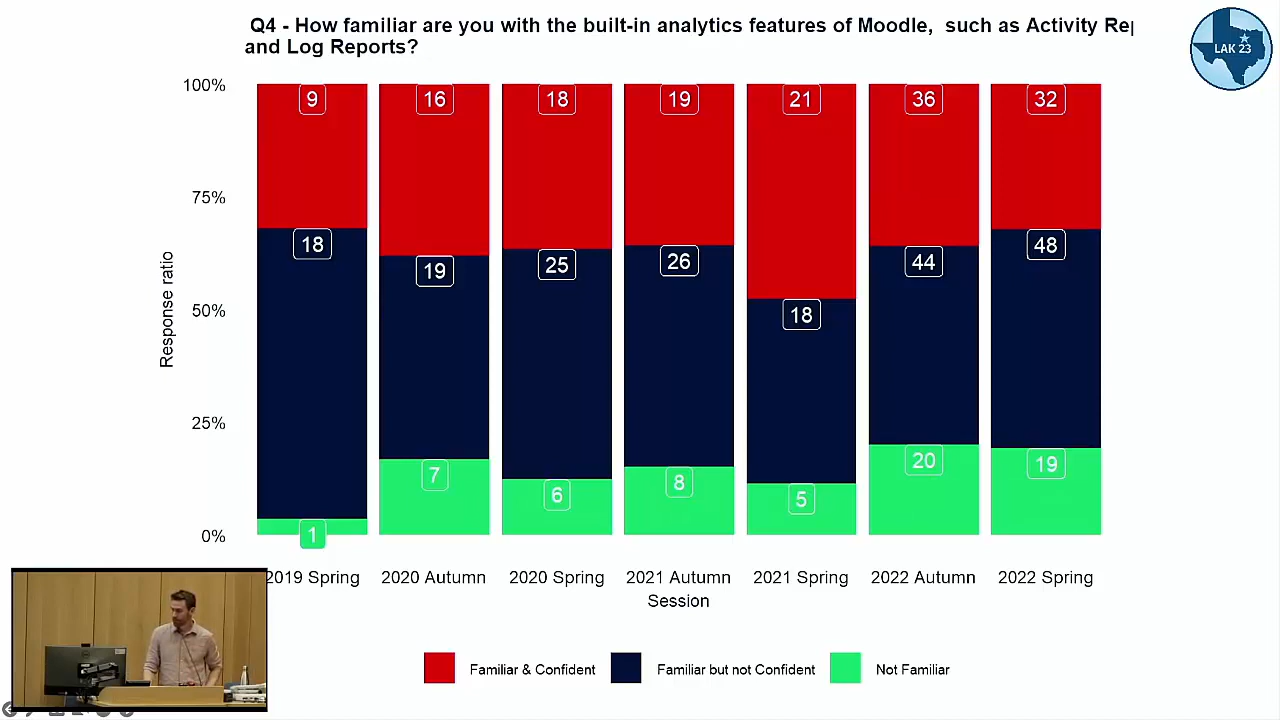 Q4 - How familiar are you with the built-in analytics features of Moodle, such as Activity Rep
and Log Reports?
LAK 23
100%
75%
50%
25%
0%
Response ratio
9 16 18 19 21 36 32
18 19 25 26 18 44 48
1 7 6 8 5 20 19
2019 Spring 2020 Autumn 2020 Spring 2021 Autumn 2021 Spring 2022 Autumn 2022 Spring
Session
Familiar & Confident Familiar but not Confident Not Familiar